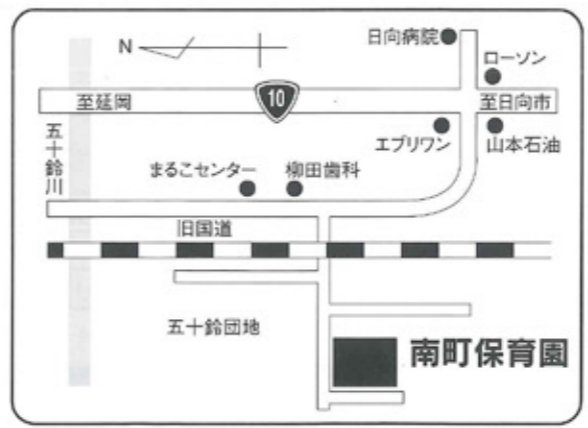 日向病院
N
ローソン
至延岡
10
至日向市
エブリワン
山本石油
五十鈴川
まるこセンター
柳田歯科
旧国道
五十鈴団地
南町保育園